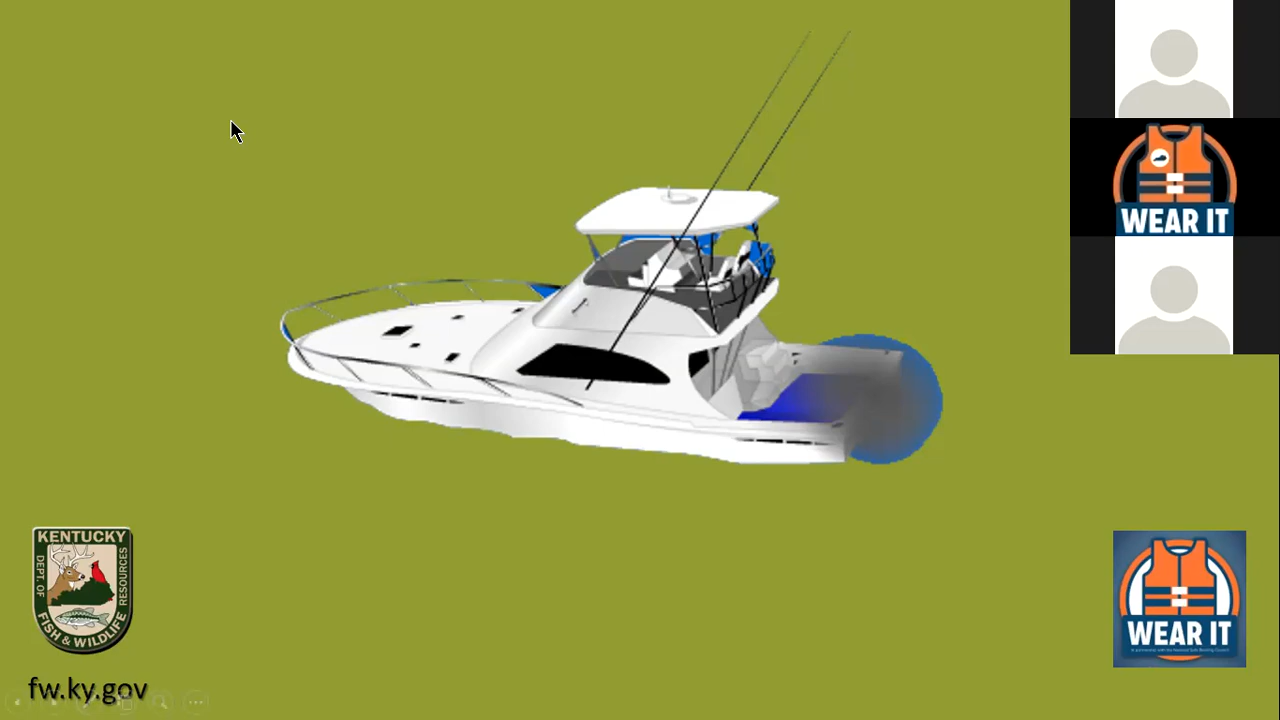 WEAR IT
KENTUCKY
DEPT. OF
RESOURCES
FISH & WILDLIFE
fw.ky.gov
WEAR IT